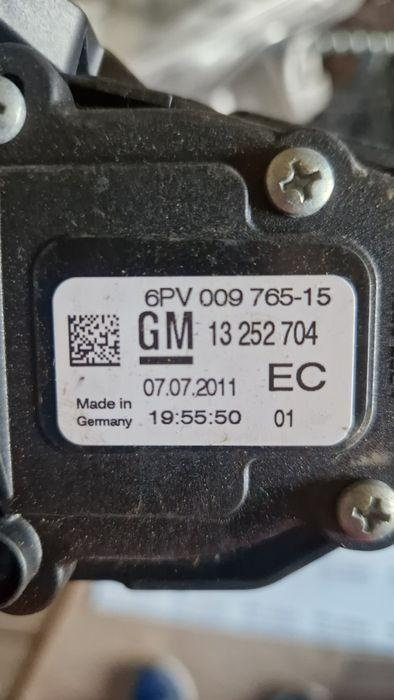 6PV 009 765-15
GM 13 252 704
07.07.2011 EC
Made in
Germany 19:55:50 01